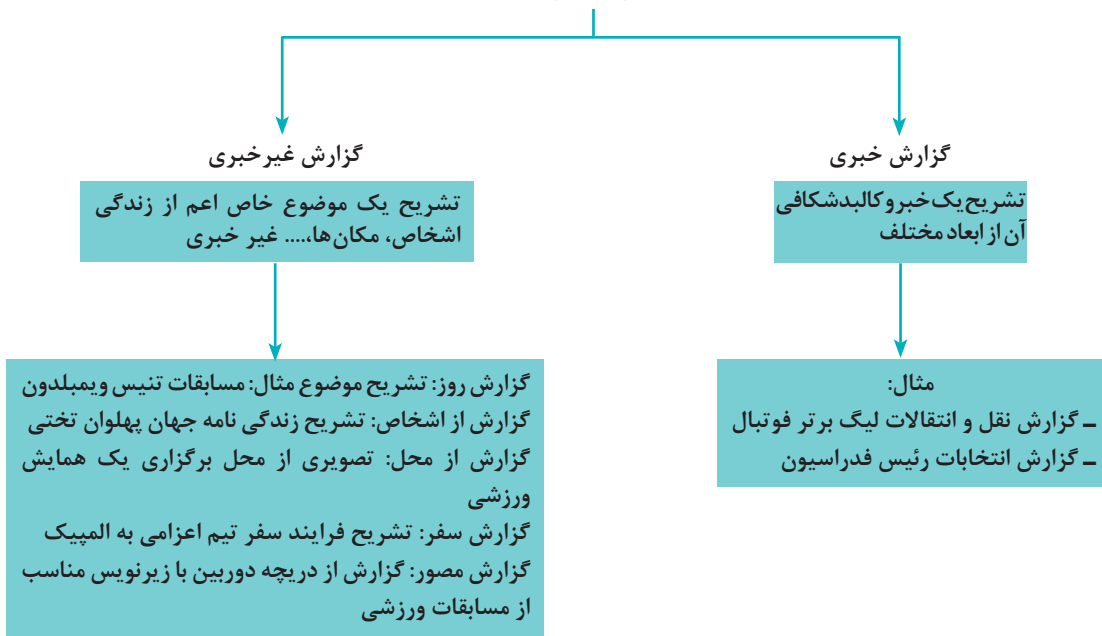 گزارش خبری
تشریح یک خبر و کالبدشکافی
آن از ابعاد مختلف
مثال:
ـ گزارش نقل و انتقالات لیگ برتر فوتبال
ـ گزارش انتخابات رئیس فدراسیون
گزارش غیرخبری
تشریح یک موضوع خاص اعم از زندگی
اشخاص، مکان‌ها،.... غیر خبری
گزارش روز: تشریح موضوع مثال: مسابقات تنیس ویمبلدون
گزارش از اشخاص: تشریح زندگی نامه جهان پهلوان تختی
گزارش از محل: تصویری از محل برگزاری یک همایش
ورزشی
گزارش سفر: تشریح فرایند سفر تیم اعزامی به المپیک
گزارش مصور: گزارش از دریچه دوربین با زیرنویس مناسب
از مسابقات ورزشی